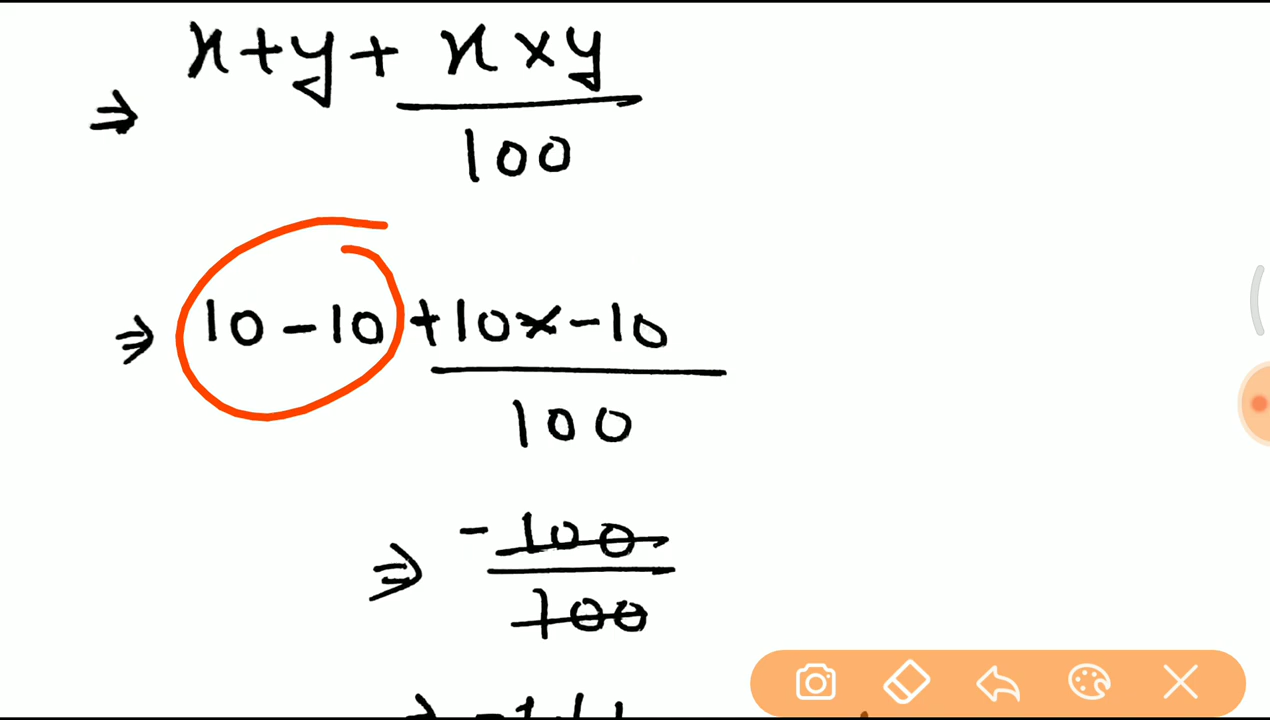 ⇒ x+y+ x×y
100
⇒ 10-10 +10×-10
100
⇒ -100
100